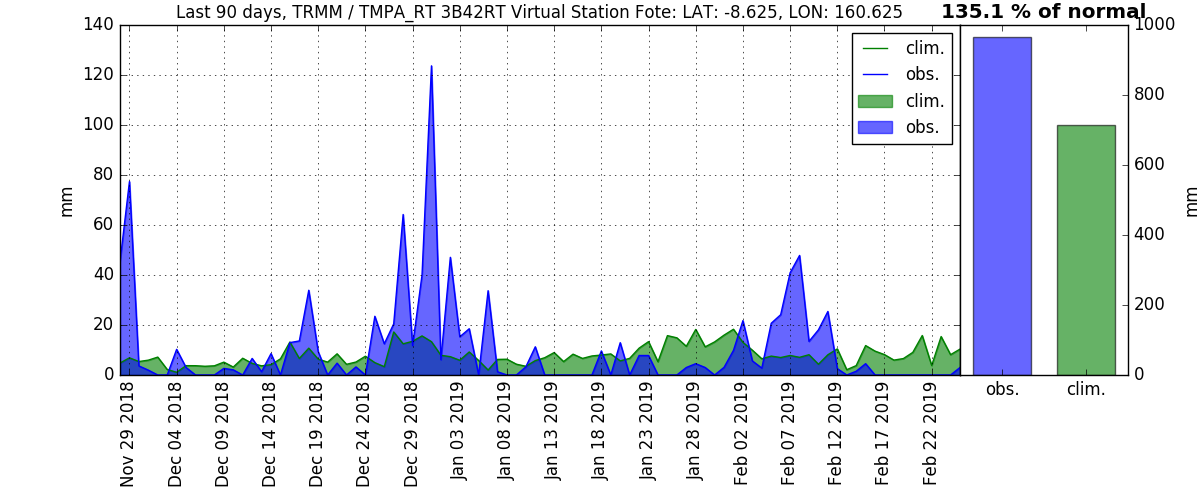 Last 90 days, TRMM / TMPA_RT 3B42RT Virtual Station Fote: LAT: -8.625, LON: 160.625
135.1 % of normal
140
120
100
80
60
40
20
0
mm
clim.
obs.
clim.
obs.
1000
800
600
400
200
0
mm
obs.
clim.
Nov 29 2018
Dec 04 2018
Dec 09 2018
Dec 14 2018
Dec 19 2018
Dec 24 2018
Dec 29 2018
Jan 03 2019
Jan 08 2019
Jan 13 2019
Jan 18 2019
Jan 23 2019
Jan 28 2019
Feb 02 2019
Feb 07 2019
Feb 12 2019
Feb 17 2019
Feb 22 2019